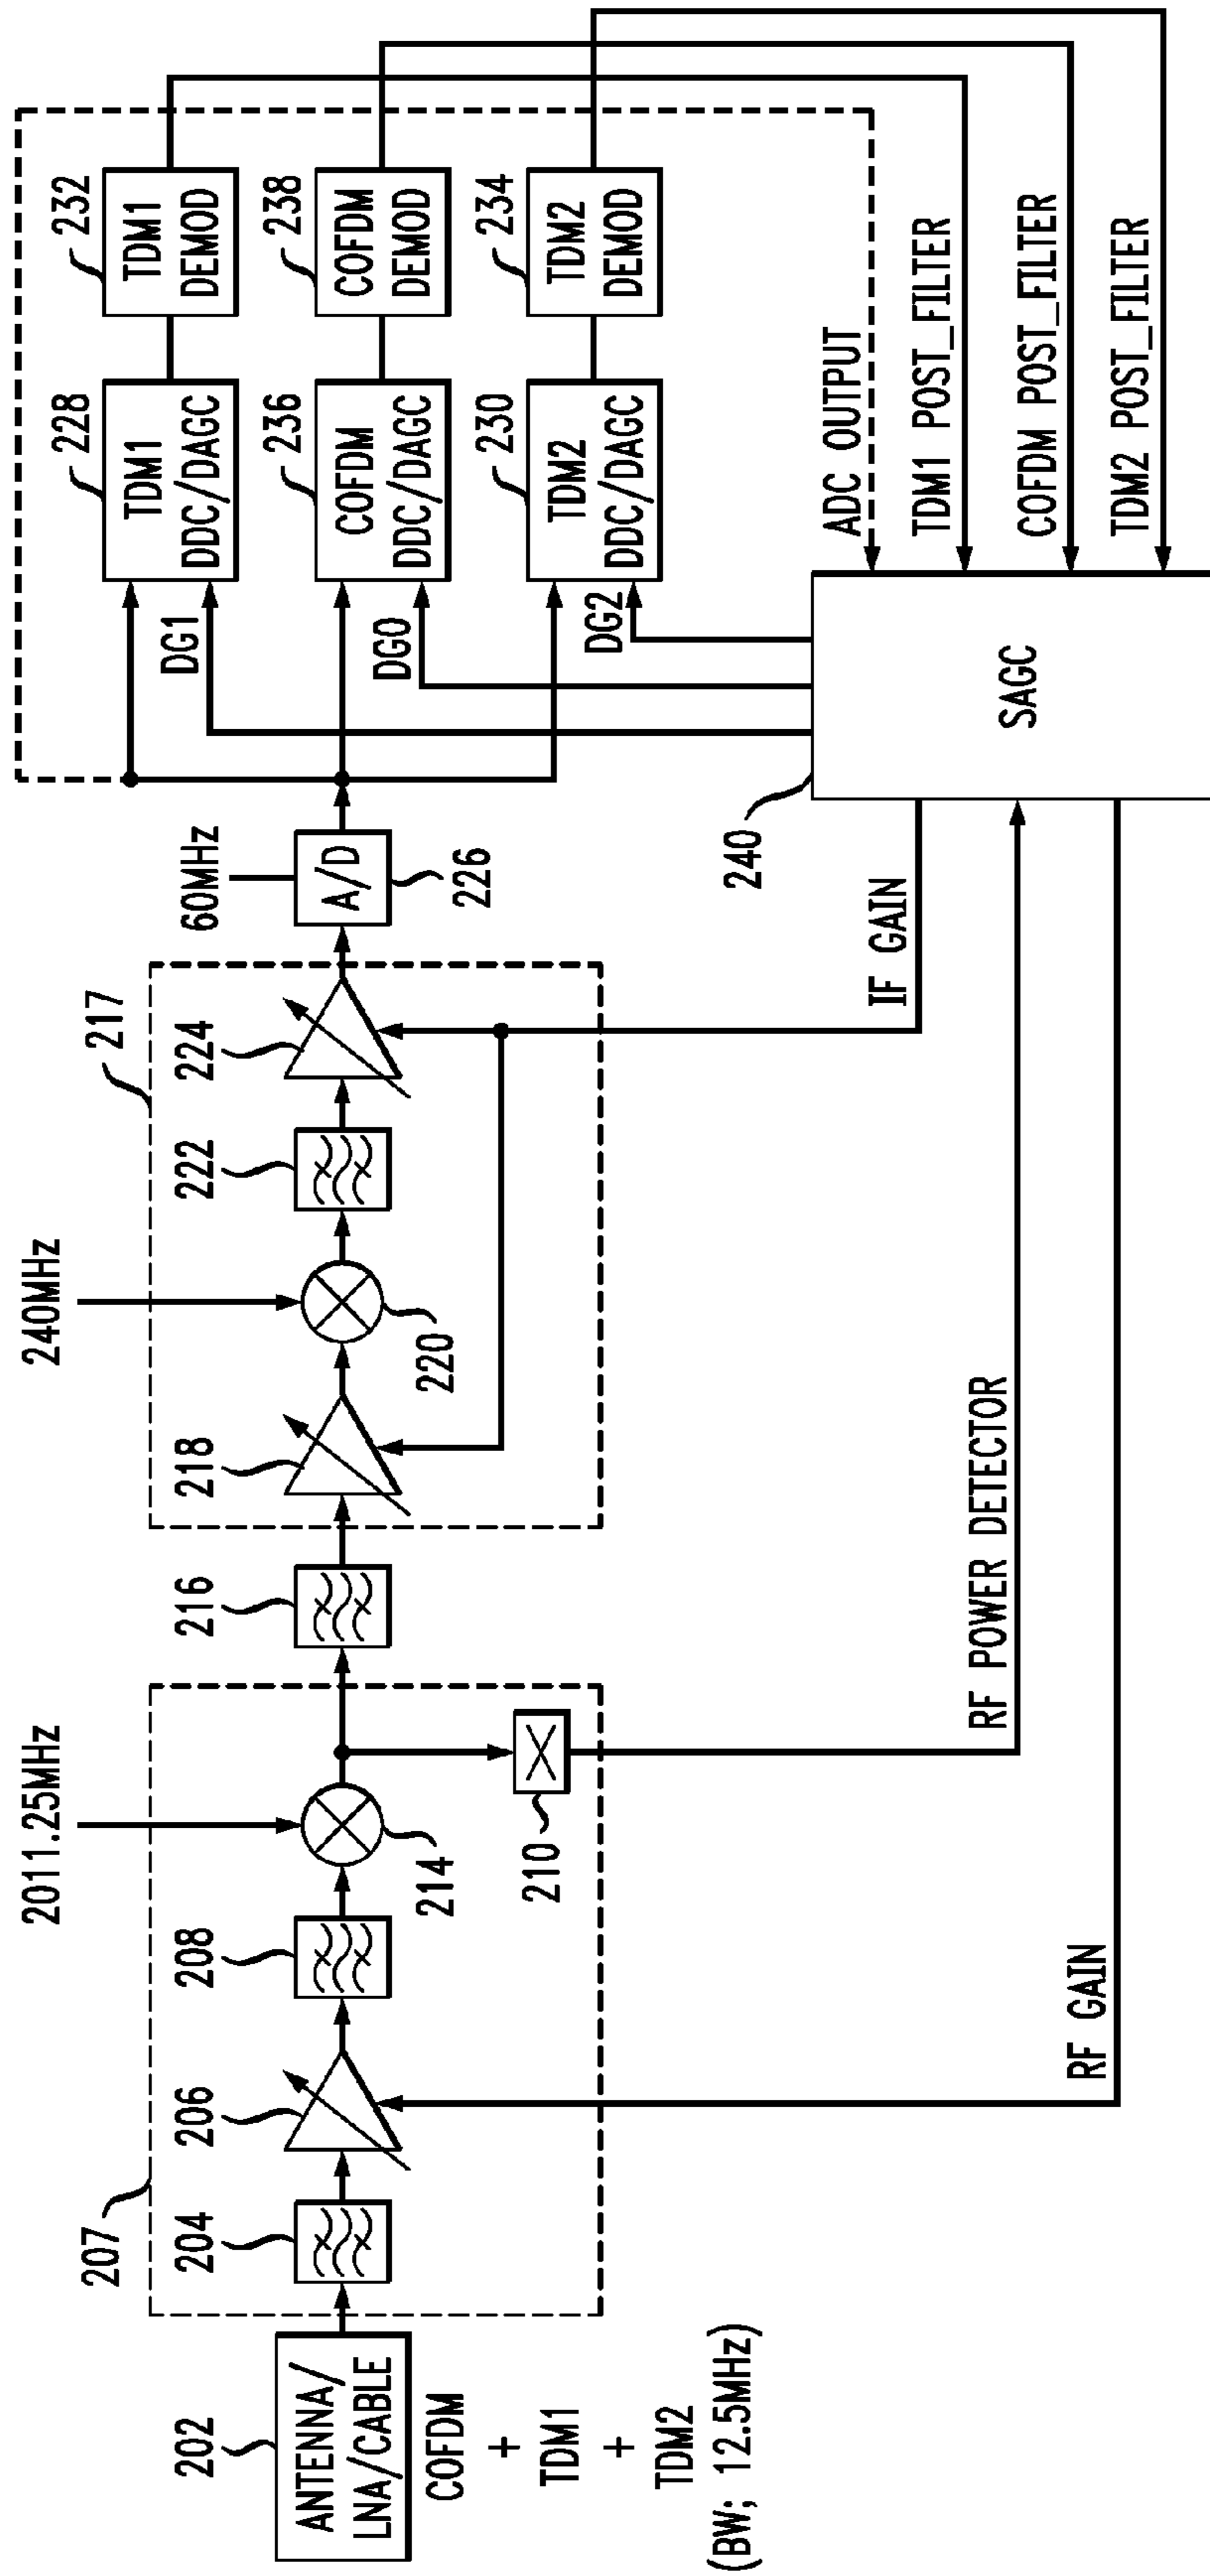 202
ANTENNA/
LNA/CABLE
COFDM
+
TDM1
+
TDM2
(BW; 12.5MHz)
207
204
206
208
2011.25MHz
214
210
216
217
218
240MHz
220
222
224
60MHz
A/D
226
DG1
DG0
DG2
228
TDM1
DDC/DAGC
236
COFDM
DDC/DAGC
230
TDM2
DDC/DAGC
232
TDM1
DEMOD
238
COFDM
DEMOD
234
TDM2
DEMOD
ADC OUTPUT
TDM1 POST_FILTER
COFDM POST_FILTER
TDM2 POST_FILTER
240
SAGC
IF GAIN
RF POWER DETECTOR
RF GAIN